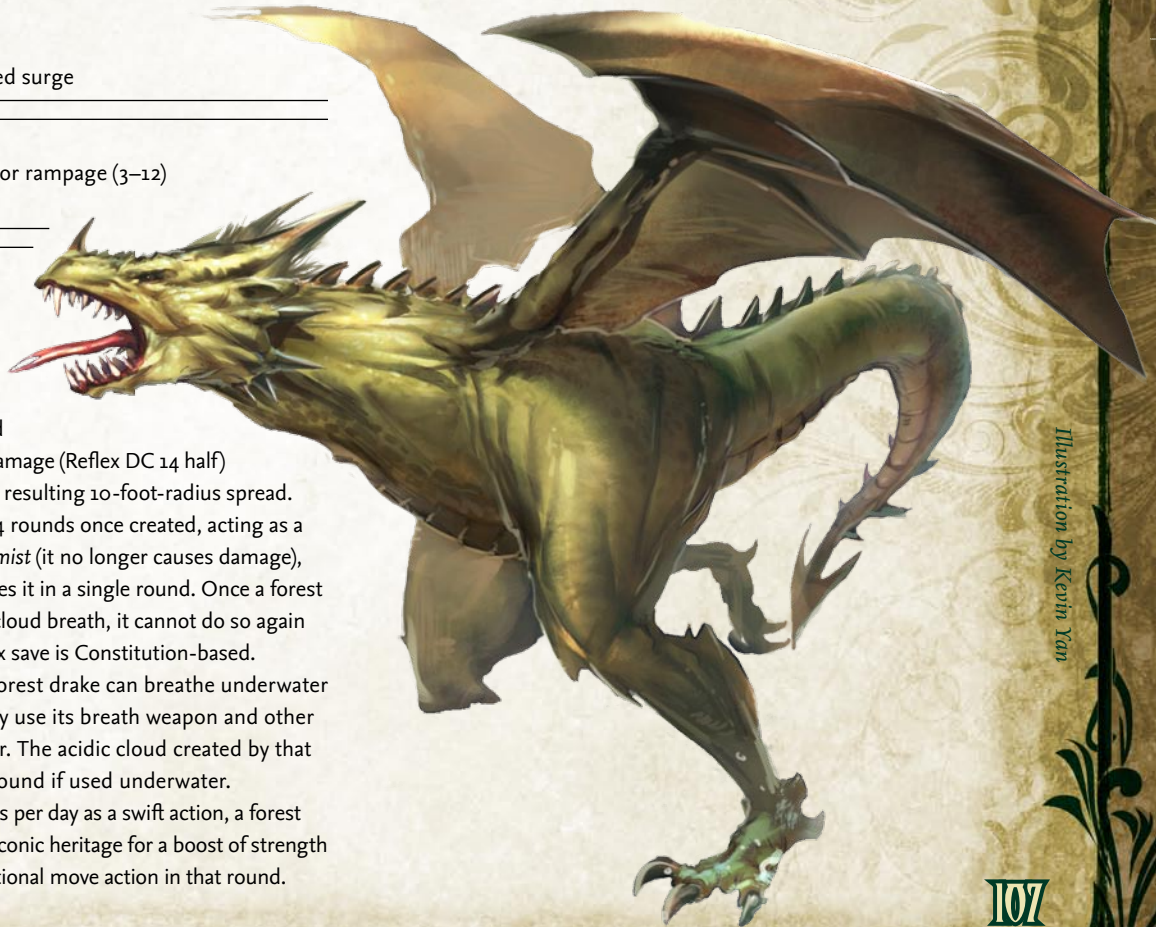 ed surge
or rampage (3–12)
d
amage (Reflex DC 14 half)
resulting 10-foot-radius spread.
4 rounds once created, acting as a
mist (it no longer causes damage),
es it in a single round. Once a forest
cloud breath, it cannot do so again
x save is Constitution-based.
orest drake can breathe underwater
y use its breath weapon and other
r. The acidic cloud created by that
ound if used underwater.
s per day as a swift action, a forest
conic heritage for a boost of strength
tional move action in that round.
Illustration by Kevin Yan
107